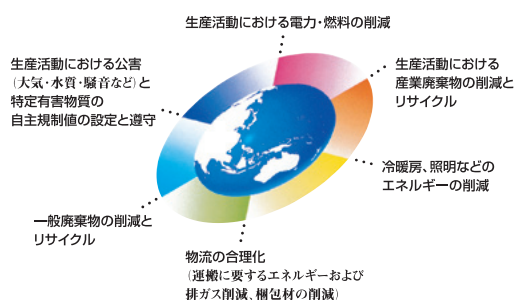 生産活動における電力・燃料の削減
生産活動における公害
(大気・水質・騒音など)と
特定有害物質の
自主規制値の設定と遵守
生産活動における
産業廃棄物の削減と
リサイクル
冷暖房、照明などの
エネルギーの削減
一般廃棄物の削減と
リサイクル
物流の合理化
(運搬に要するエネルギーおよび
排ガス削減、梱包材の削減)